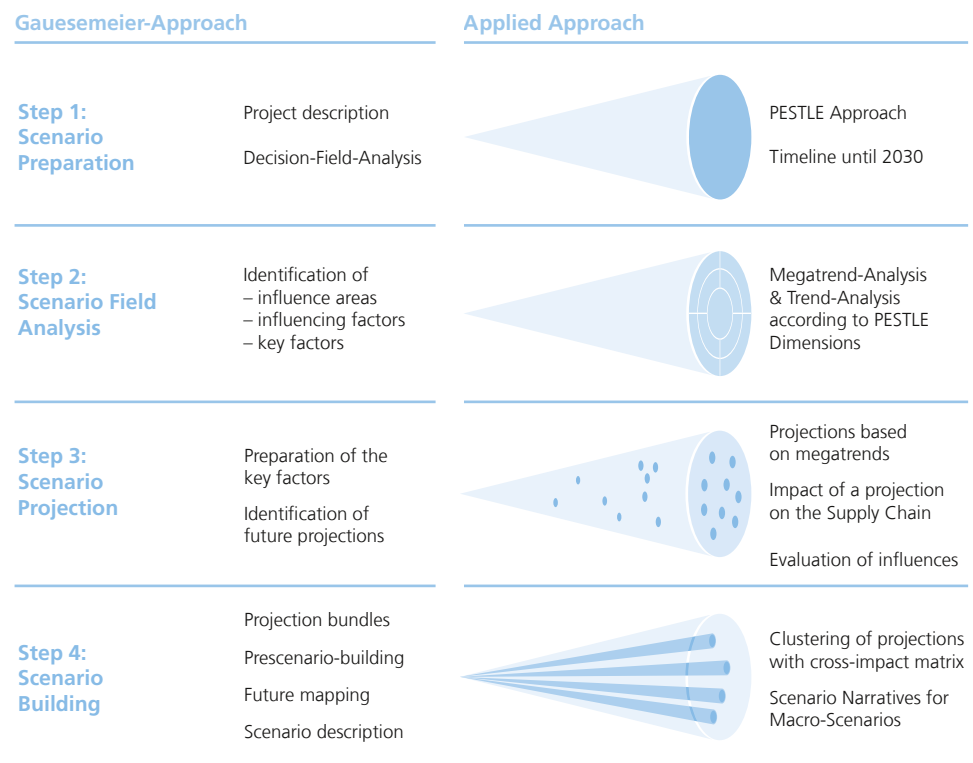 Gauesemeier-Approach
Applied Approach
Step 1:
Scenario
Preparation
Project description
Decision-Field-Analysis
PESTLE Approach
Timeline until 2030
Step 2:
Scenario Field
Analysis
Identification of
– influence areas
– influencing factors
– key factors
Megatrend-Analysis
& Trend-Analysis
according to PESTLE
Dimensions
Step 3:
Scenario
Projection
Preparation of the
key factors
Identification of
future projections
Projections based
on megatrends
Impact of a projection
on the Supply Chain
Evaluation of influences
Step 4:
Scenario
Building
Projection bundles
Prescenario-building
Future mapping
Scenario description
Clustering of projections
with cross-impact matrix
Scenario Narratives for
Macro-Scenarios